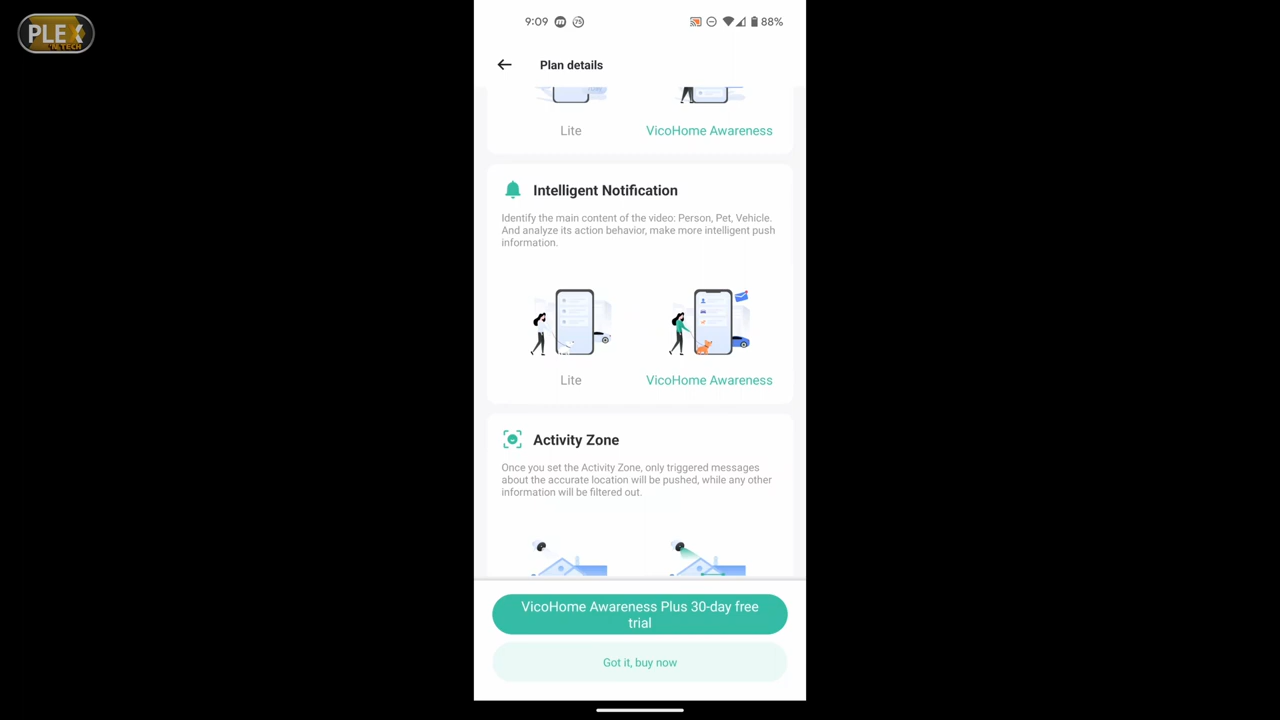 PLEX
'N TECH
9:09
75
88%
Plan details
Lite
VicoHome Awareness
Intelligent Notification
Identify the main content of the video: Person, Pet, Vehicle.
And analyze its action behavior, make more intelligent push
information.
Lite
VicoHome Awareness
Activity Zone
Once you set the Activity Zone, only triggered messages
about the accurate location will be pushed, while any other
information will be filtered out.
VicoHome Awareness Plus 30-day free
trial
Got it, buy now